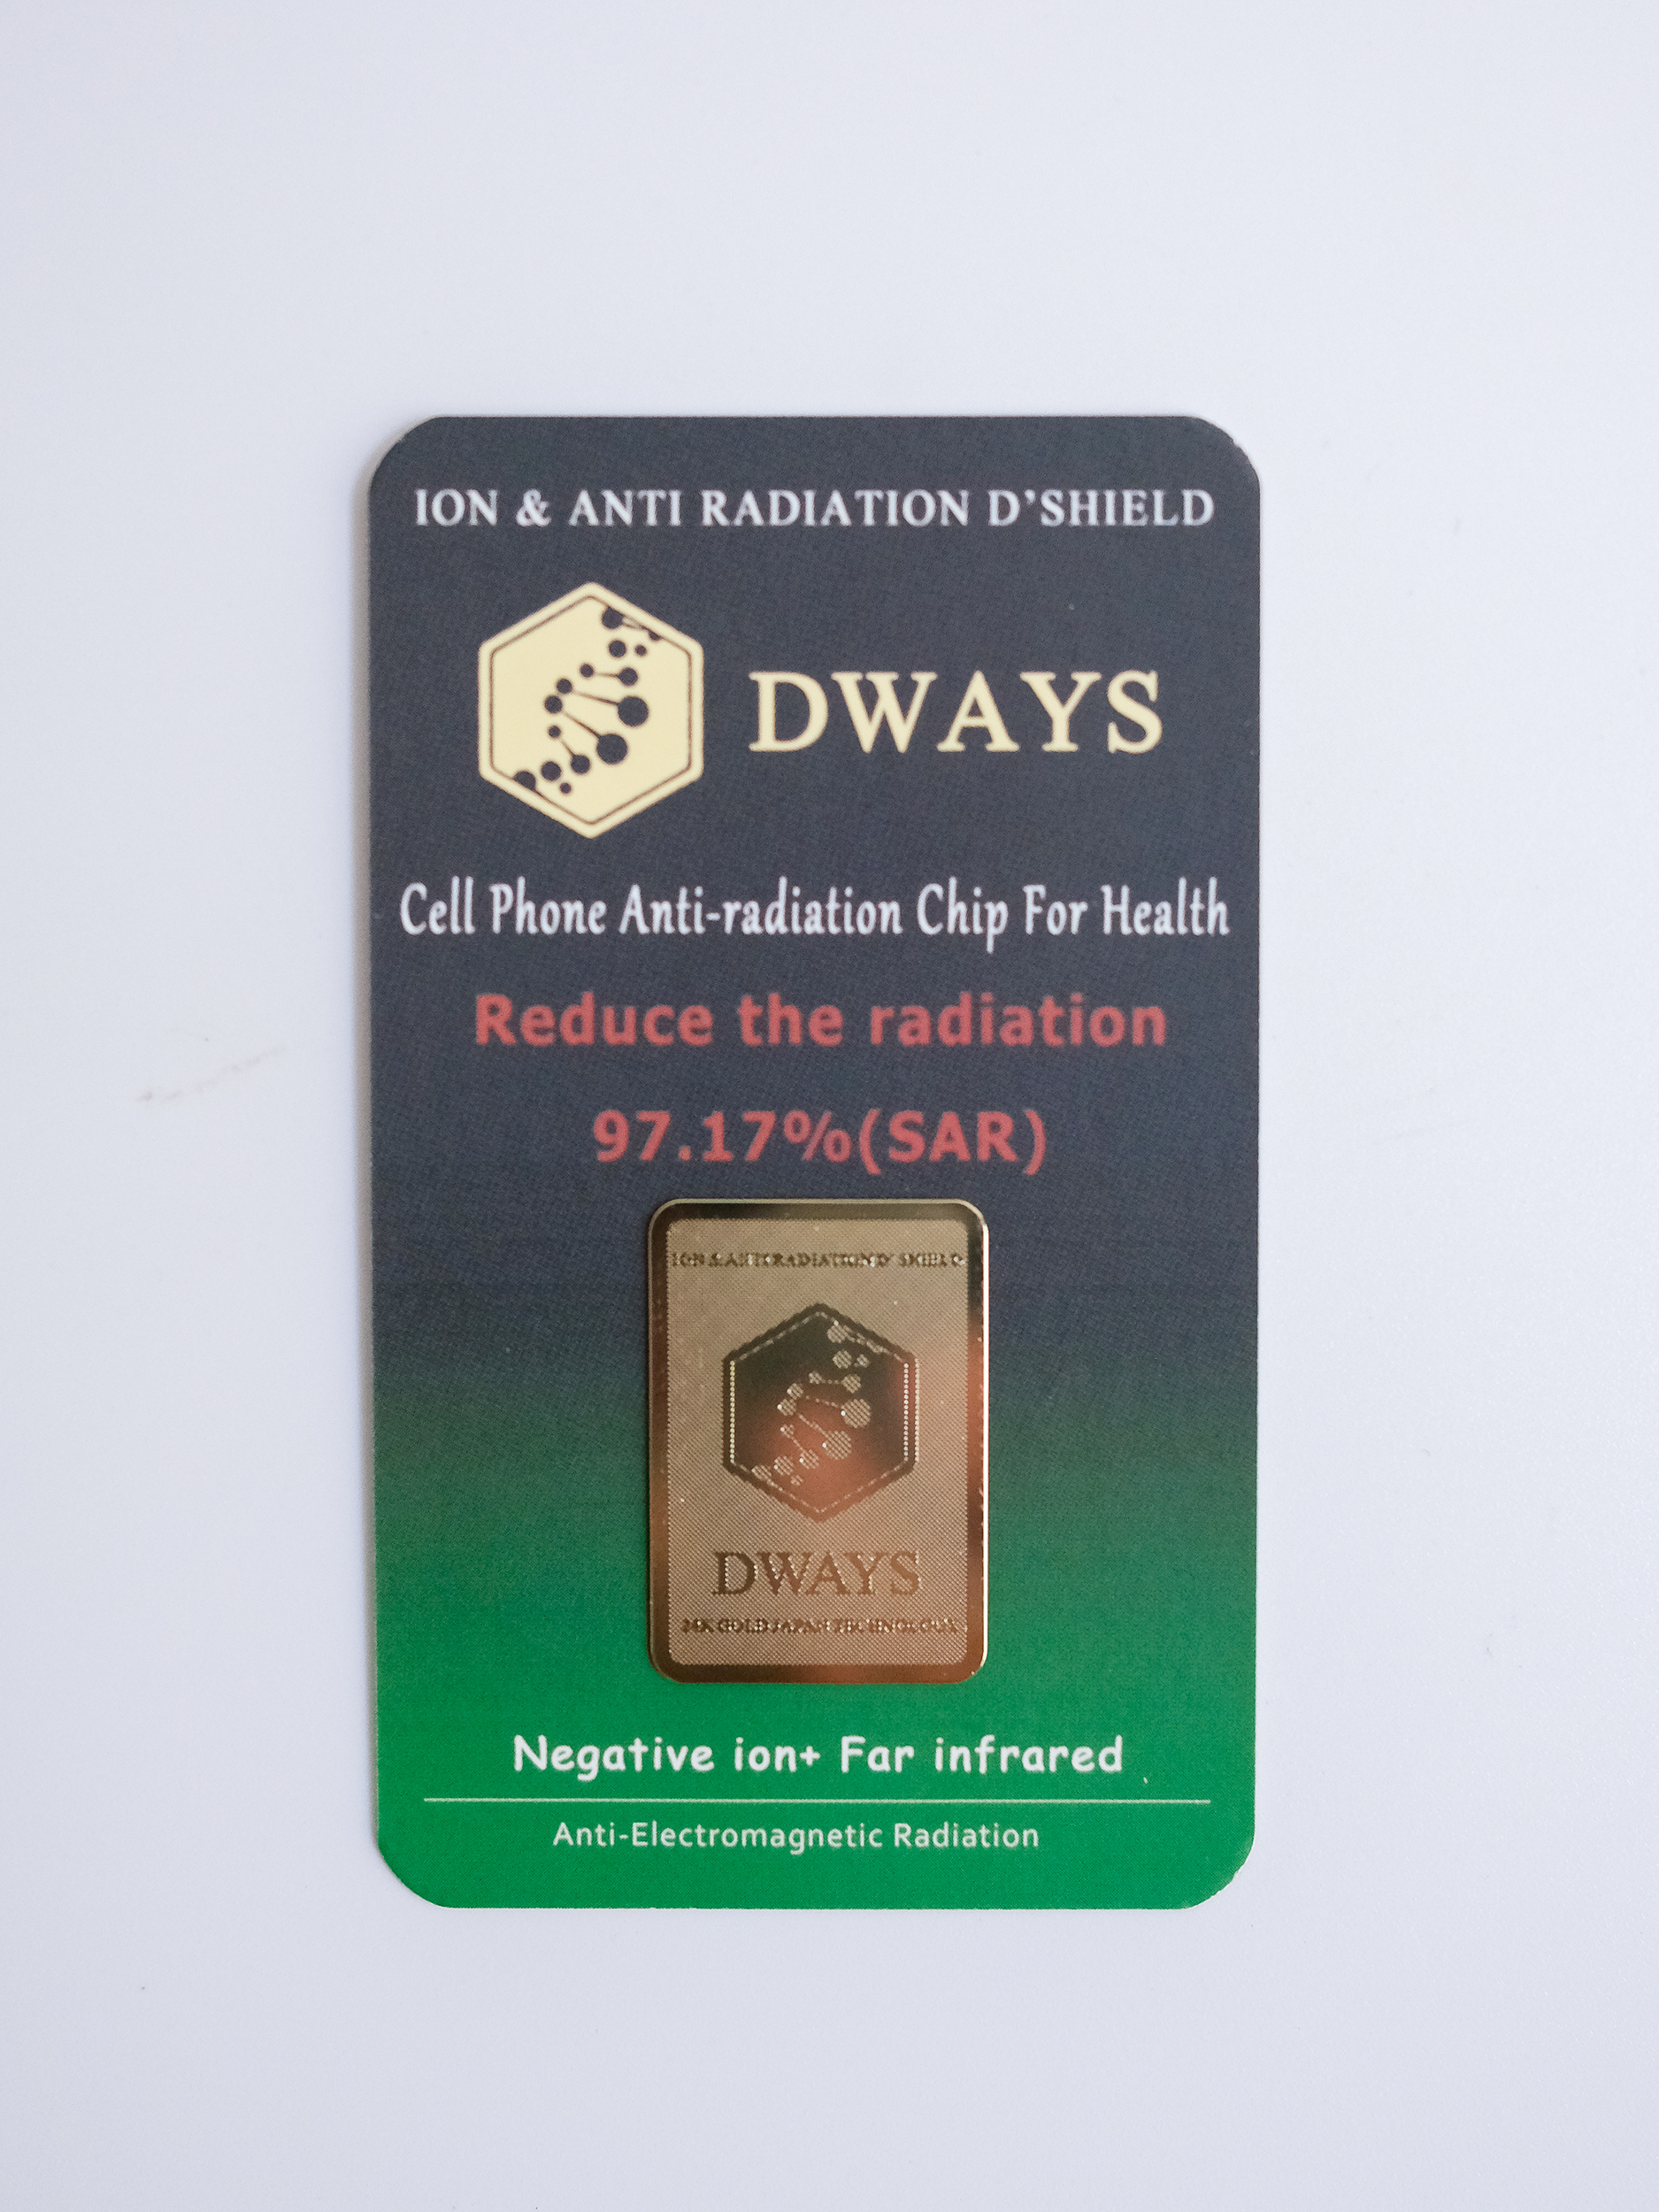 ION & ANTI RADIATION D'SHIELD
DWAYS
Cell Phone Anti-radiation Chip For Health
Reduce the radiation
97.17%(SAR)
ION & ANTI RADIATION D' SHIELD
DWAYS
24K GOLD JAPAN TECHNOLOGY
Negative ion+ Far infrared
Anti-Electromagnetic Radiation